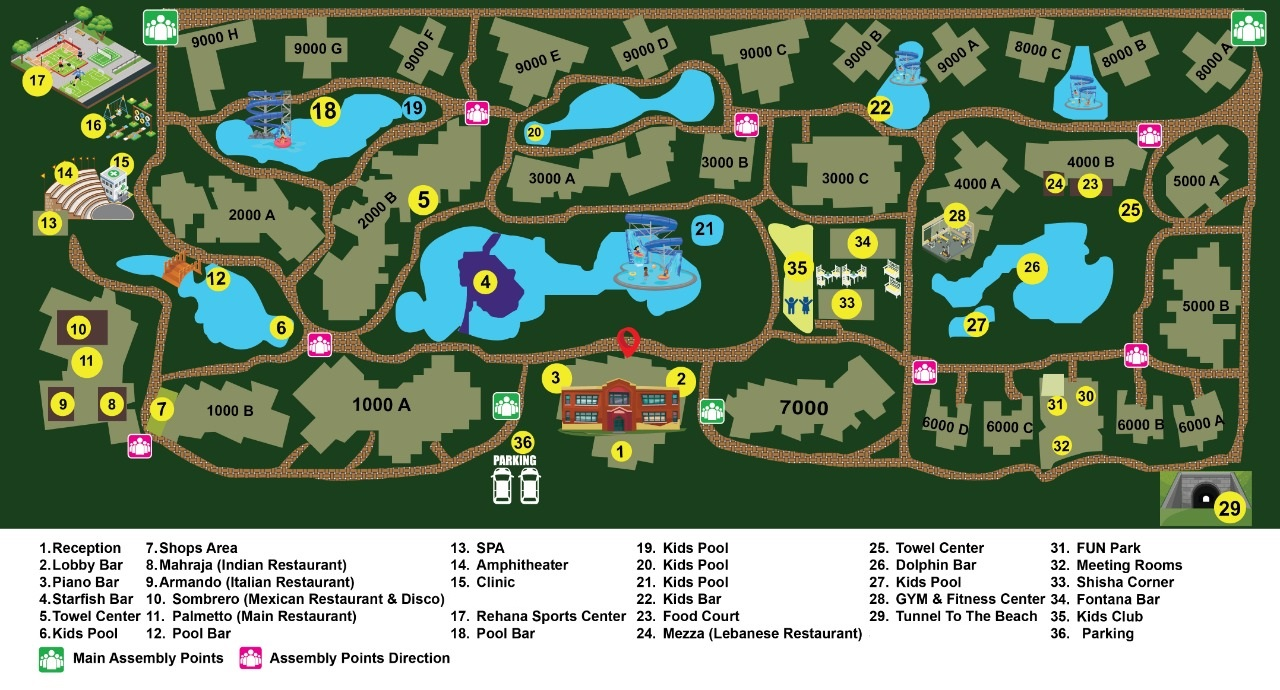 9000 H
9000 G
9000 F
9000 E
9000 D
9000 C
9000 B
9000 A
8000 C
8000 B
8000 A
17
16
18
19
20
22
15
14
13
2000 A
2000 B
5
3000 A
3000 B
3000 C
4000 A
4000 B
24
23
25
5000 A
28
12
6
4
21
35
34
33
26
27
5000 B
10
11
9
8
7
1000 B
1000 A
3
2
1
36
PARKING
7000
6000 D
6000 C
31
30
32
6000 B
6000 A
29
1.Reception
2.Lobby Bar
3.Piano Bar
4.Starfish Bar
5.Towel Center
6.Kids Pool
7.Shops Area
8.Mahraja (Indian Restaurant)
9.Armando (Italian Restaurant)
10. Sombrero (Mexican Restaurant & Disco)
11. Palmetto (Main Restaurant)
12. Pool Bar
13. SPA
14. Amphitheater
15. Clinic
17. Rehana Sports Center
18. Pool Bar
19. Kids Pool
20. Kids Pool
21. Kids Pool
22. Kids Bar
23. Food Court
24. Mezza (Lebanese Restaurant)
25. Towel Center
26. Dolphin Bar
27. Kids Pool
28. GYM & Fitness Center
29. Tunnel To The Beach
31. FUN Park
32. Meeting Rooms
33. Shisha Corner
34. Fontana Bar
35. Kids Club
36. Parking
Main Assembly Points
Assembly Points Direction